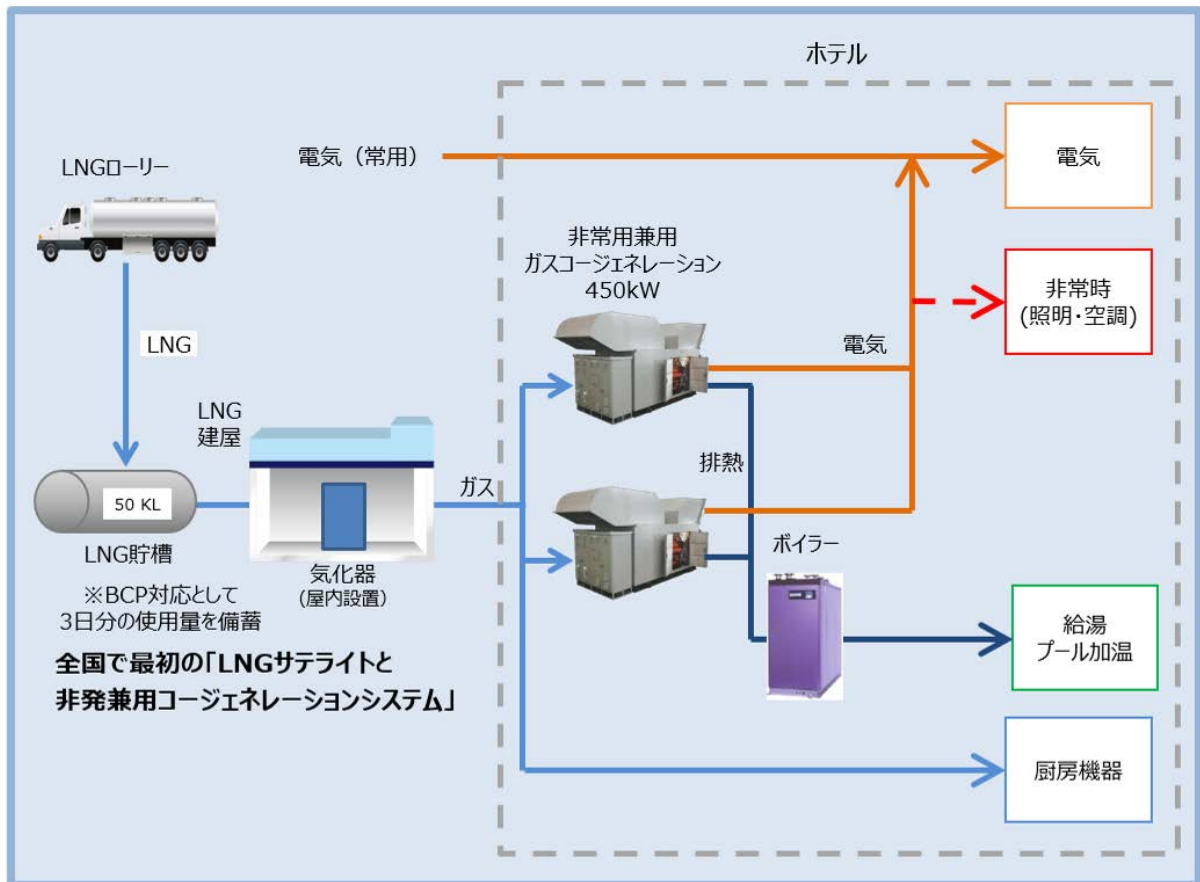 ホテル
LNGローリー
電気（常用）
電気
非常用兼用
ガスコージェネレーション
450kW
非常時
(照明・空調)
LNG
電気
LNG
建屋
ガス
排熱
50 KL
ボイラー
LNG貯槽
気化器
(屋内設置)
※BCP対応として
3日分の使用量を備蓄
給湯
プール加温
全国で最初の「LNGサテライトと
非発兼用コージェネレーションシステム」
厨房機器